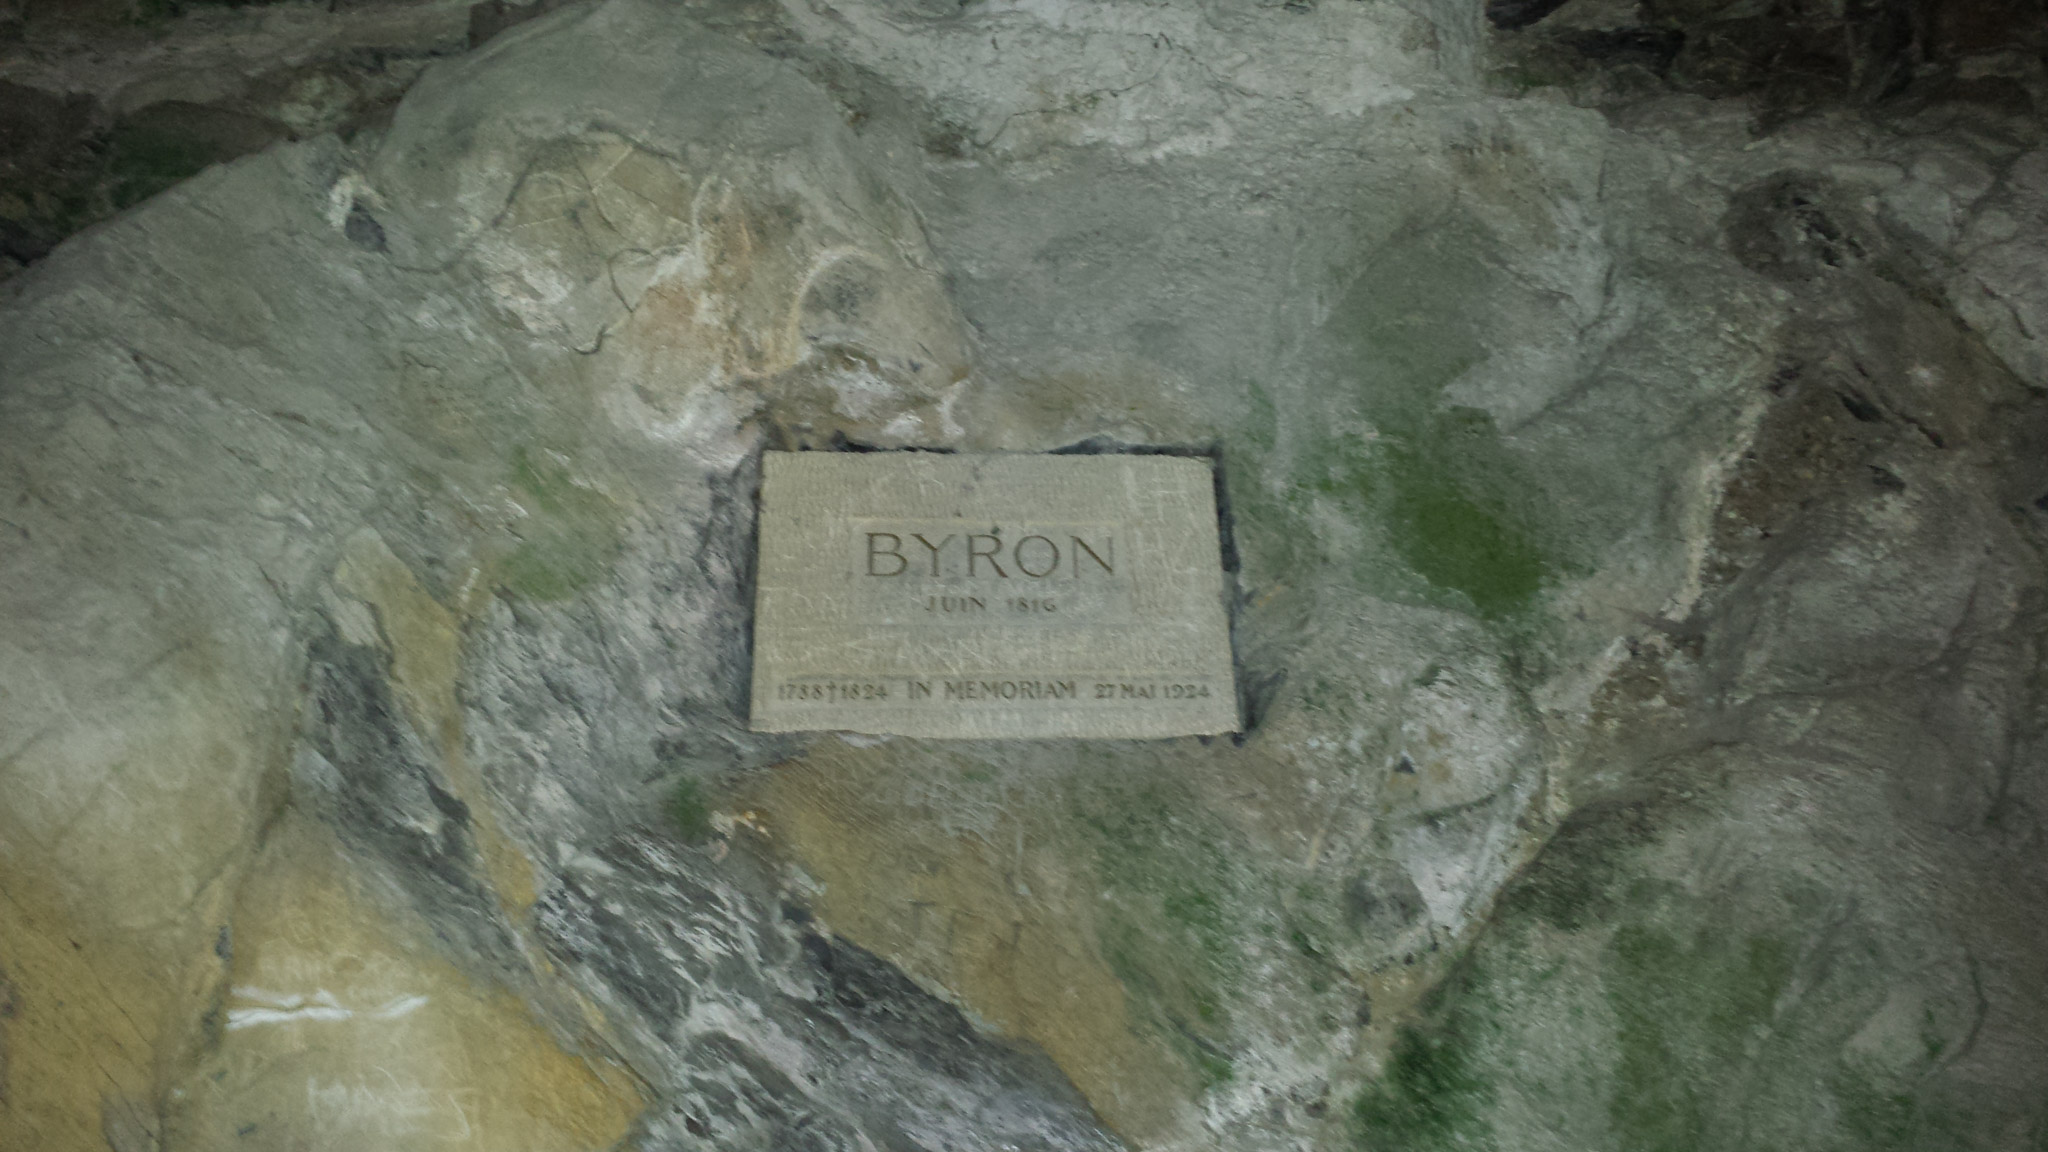 BYRON
JUIN 1816
1788†1824 IN MEMORIAM 27 MAI 1924